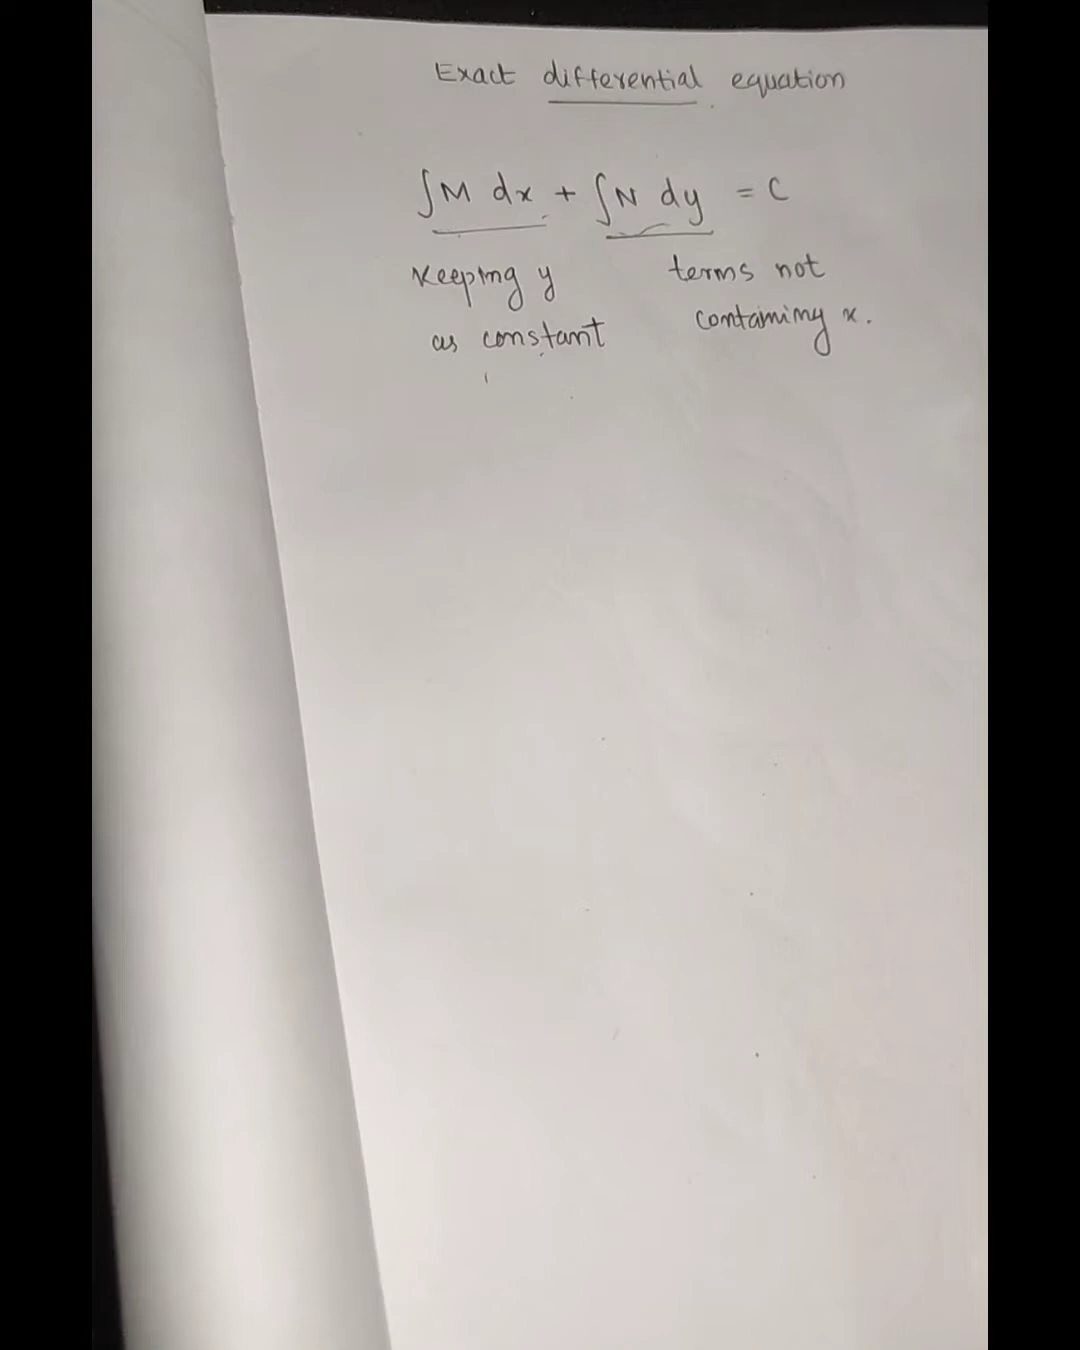 Exact differential equation
∫M dx + ∫N dy = C
Keeping y terms not
as constant containing x.